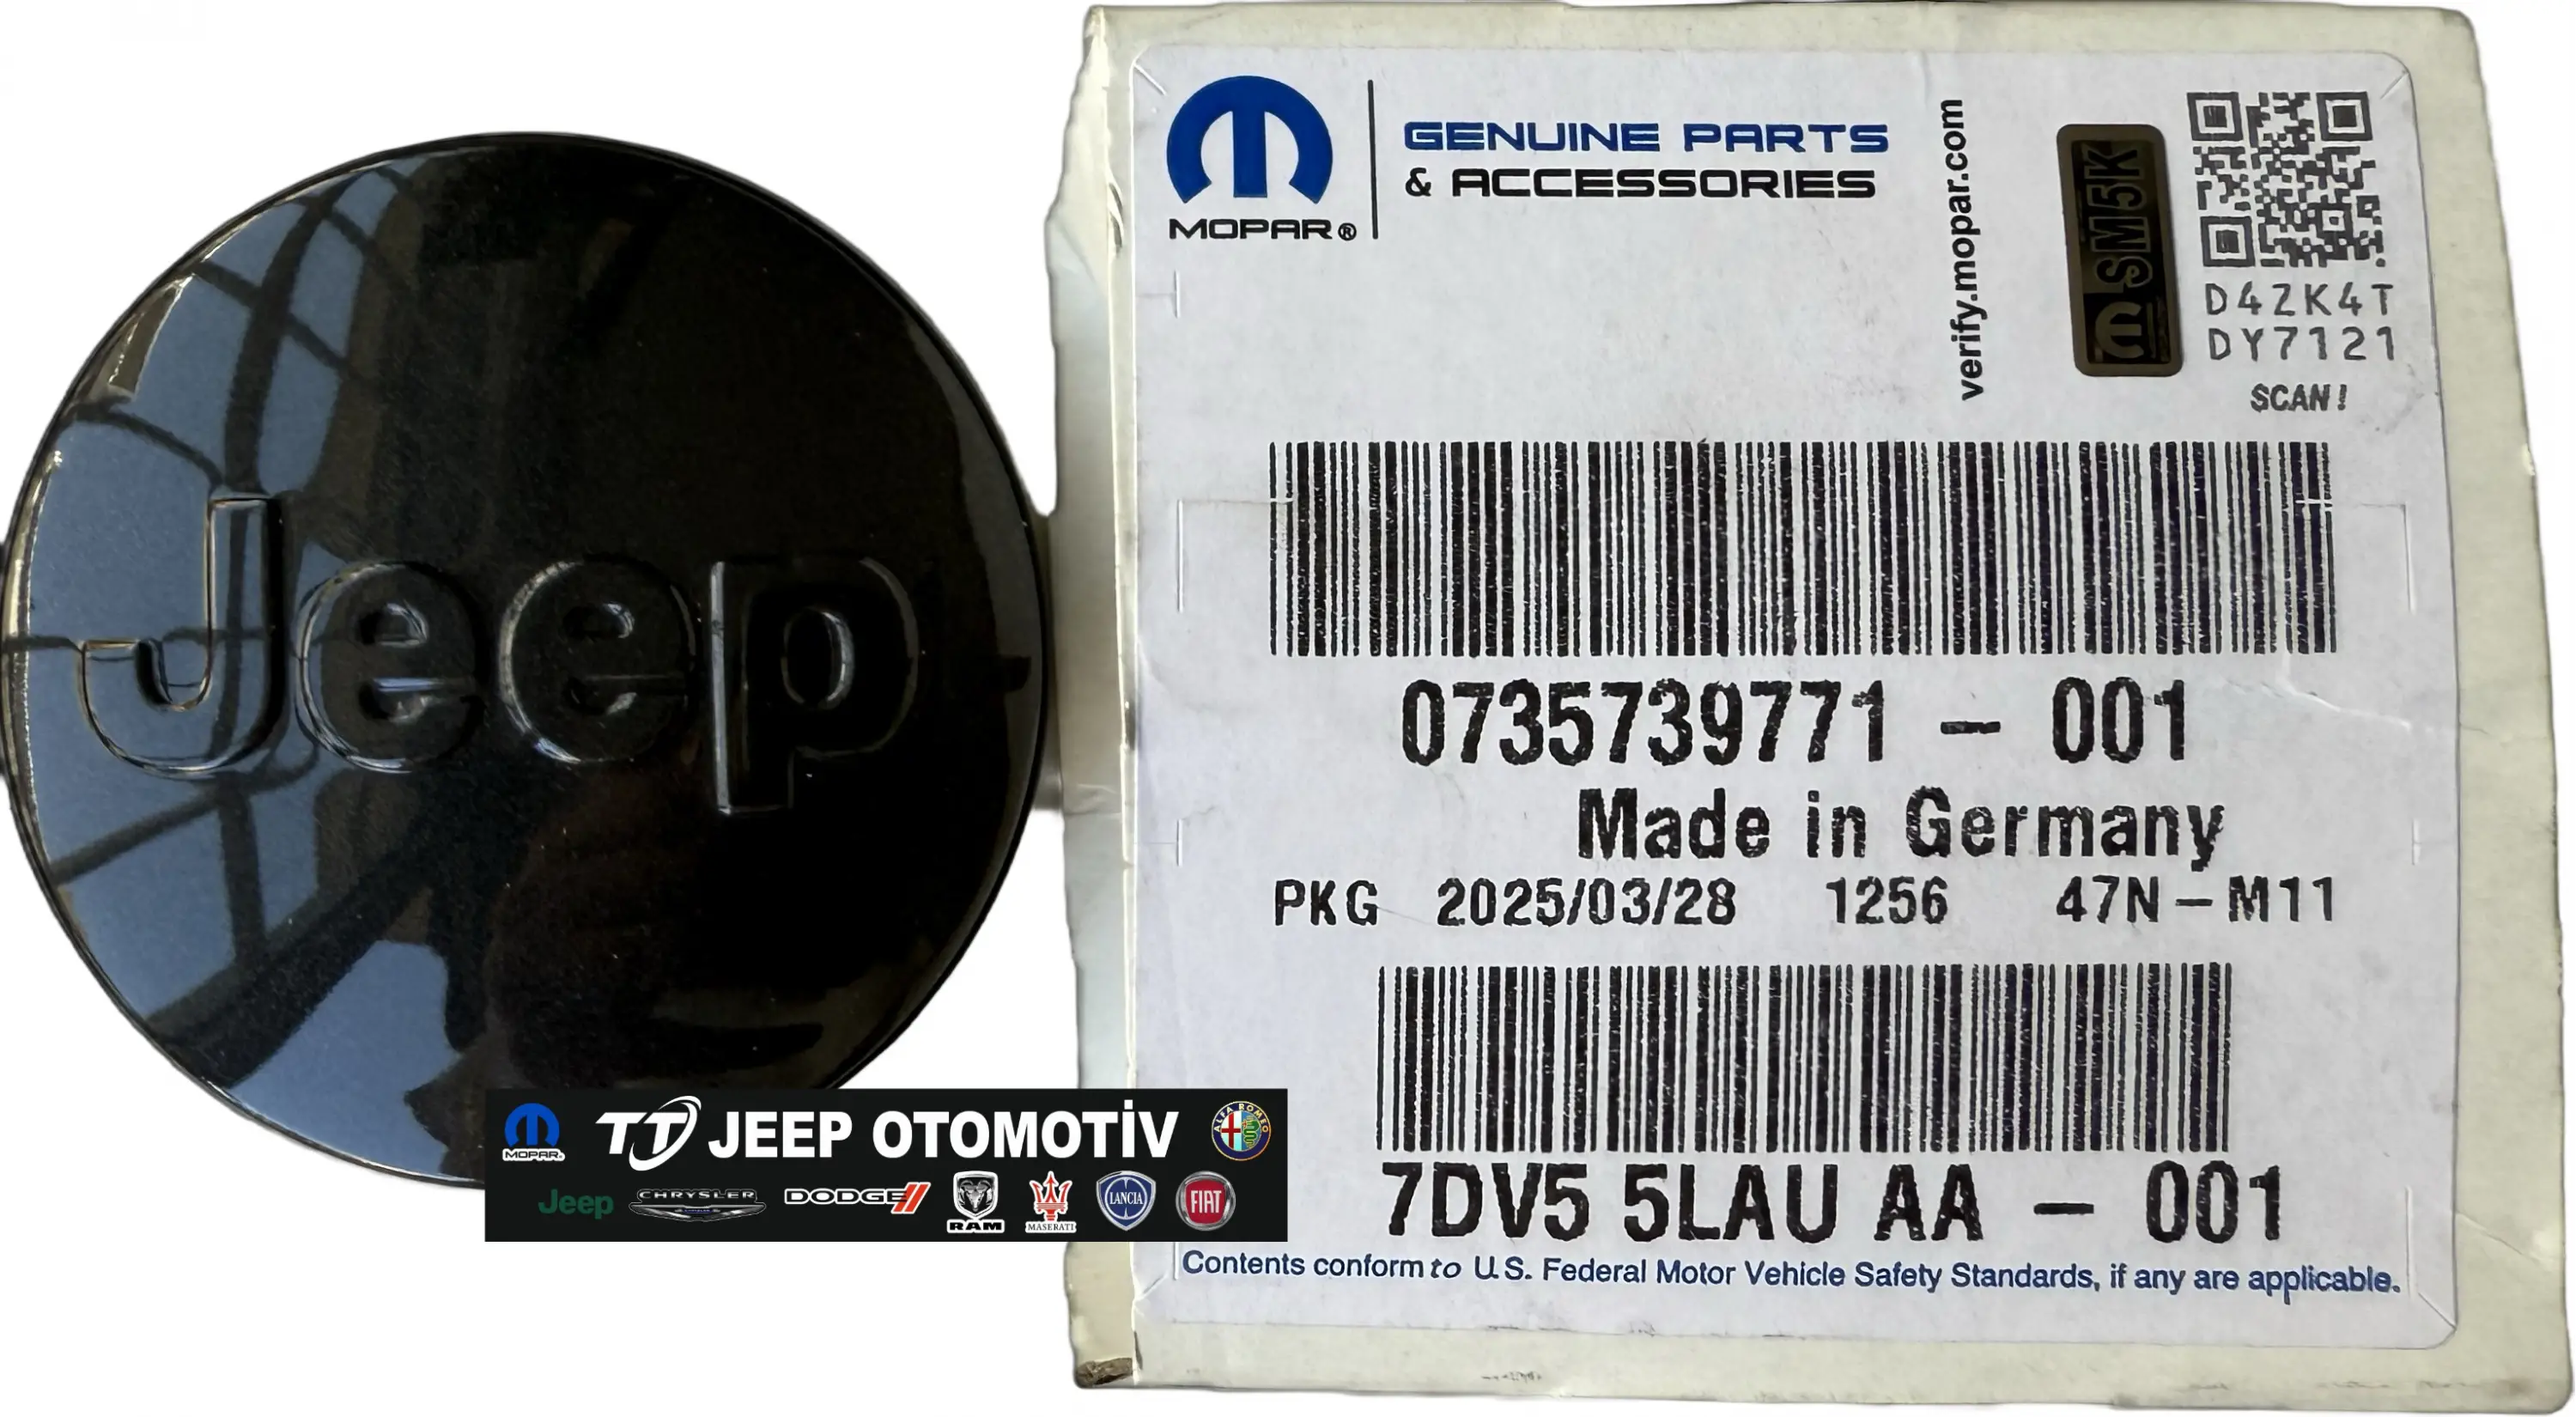 Jeep
MOPAR®
GENUINE PARTS
& ACCESSORIES
verify.mopar.com
SM5K
D4ZK4T
DY7121
SCAN!
0735739771 – 001
Made in Germany
PKG 2025/03/28 1256 47N–M11
7DV5 5LAU AA – 001
Contents conform to U.S. Federal Motor Vehicle Safety Standards, if any are applicable.
MOPAR.
TT JEEP OTOMOTİV
ALFA ROMEO
Jeep
CHRYSLER
DODGE
RAM
MASERATI
LANCIA
FIAT